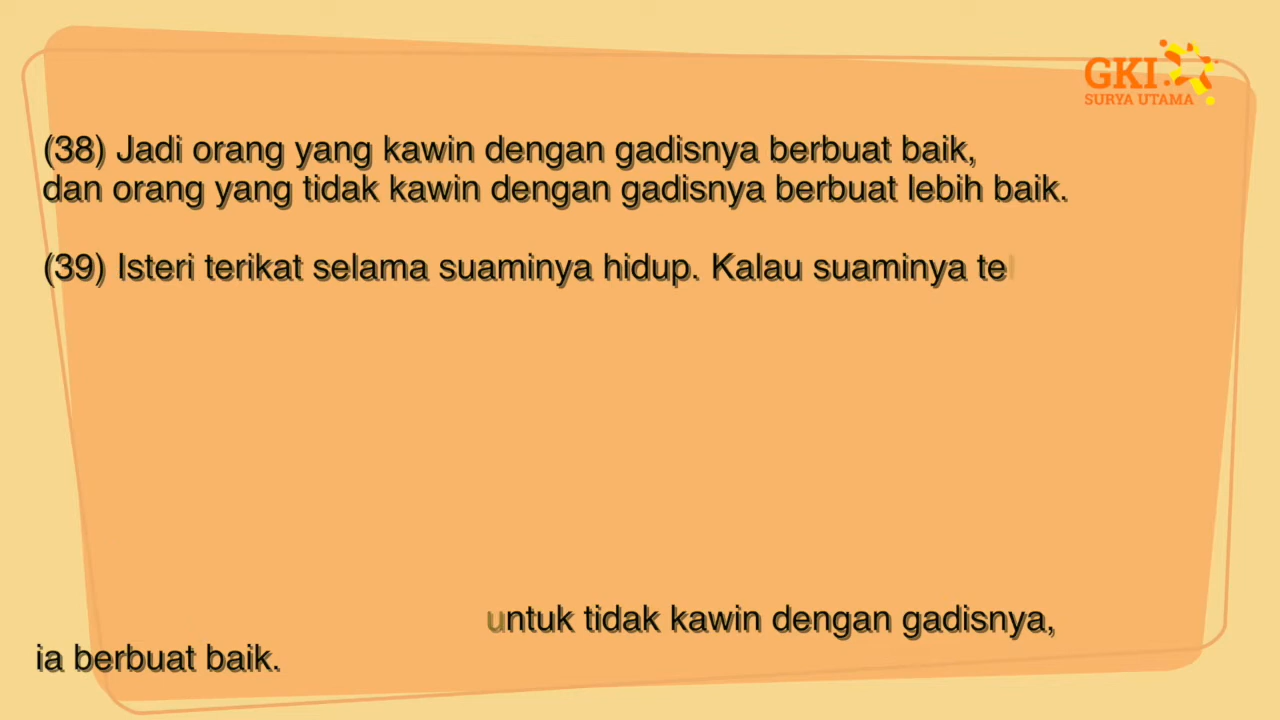 GKI
SURYA UTAMA
(38) Jadi orang yang kawin dengan gadisnya berbuat baik,
dan orang yang tidak kawin dengan gadisnya berbuat lebih baik.
(39) Isteri terikat selama suaminya hidup. Kalau suaminya tel
untuk tidak kawin dengan gadisnya,
ia berbuat baik.